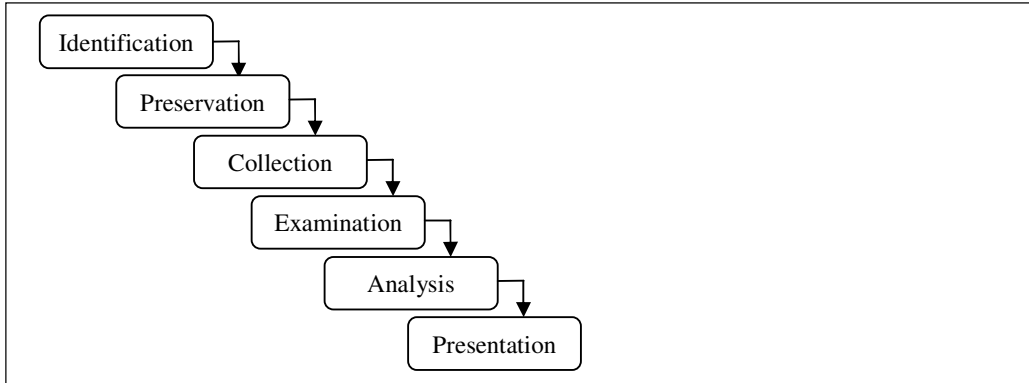 Identification
Preservation
Collection
Examination
Analysis
Presentation